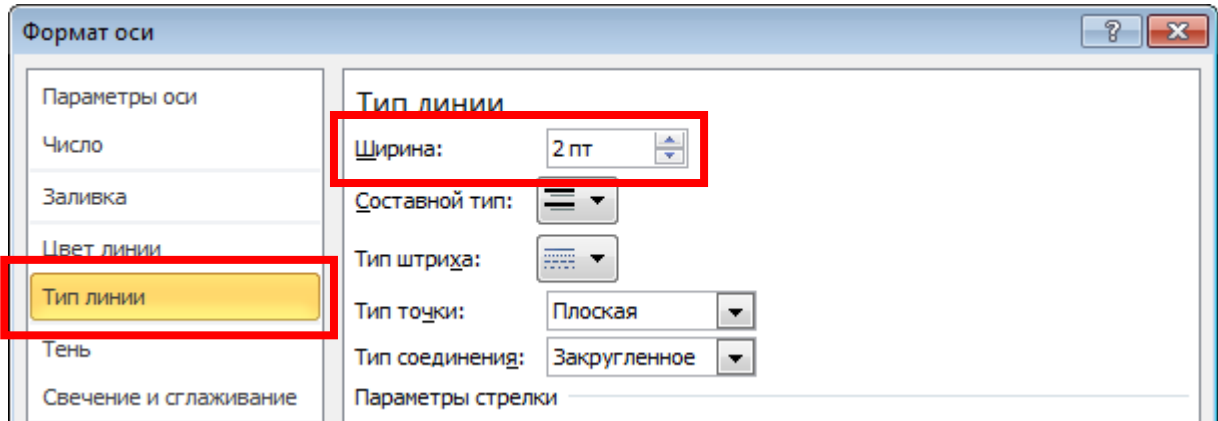 Формат оси
Параметры оси
Число
Заливка
Цвет линии
Тип линии
Тень
Свечение и сглаживание
Тип линии
Ширина: 2 пт
Составной тип:
Тип штриха:
Тип точки: Плоская
Тип соединения: Закругленное
Параметры стрелки